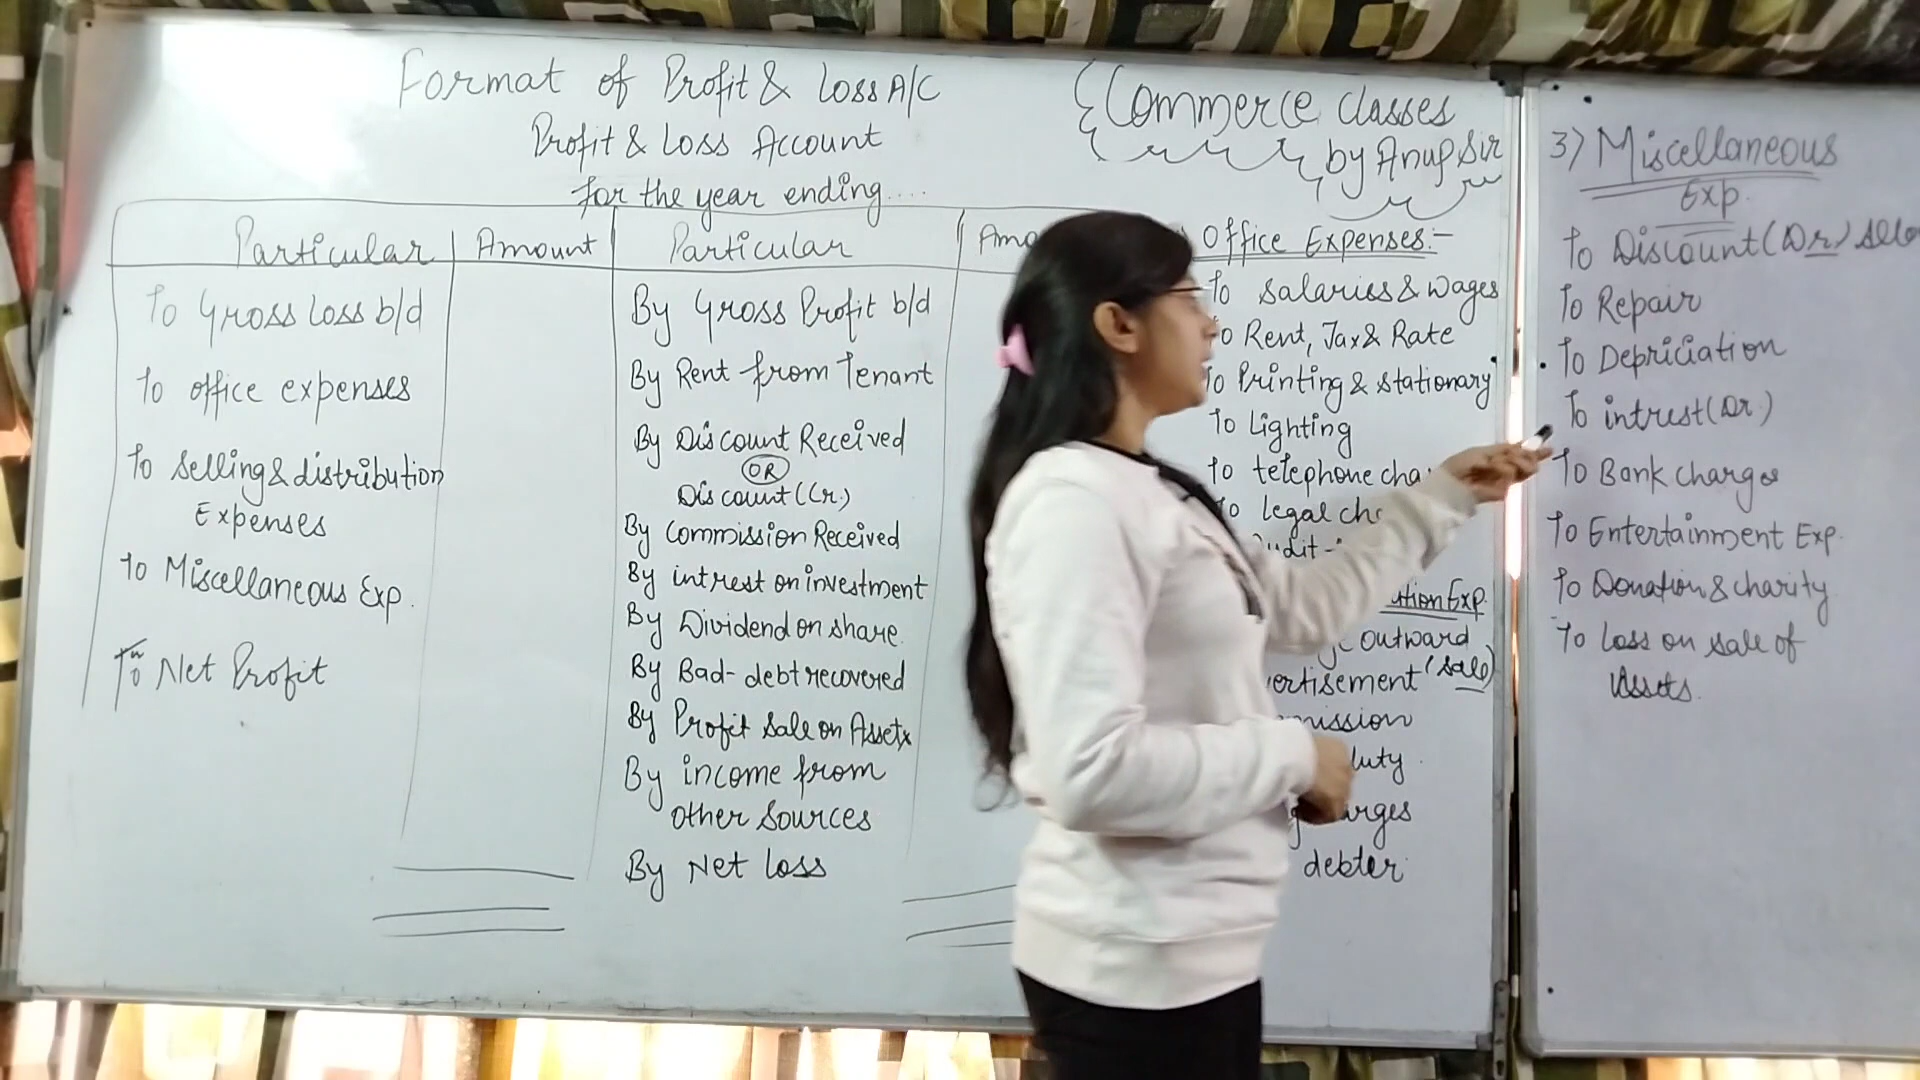 Format of Profit & Loss A/C
Profit & Loss Account
for the year ending....
Particular
Amount
Particular
To Gross Loss b/d
To office expenses
To Selling & distribution
Expenses
To Miscellaneous Exp.
To Net Profit
By Gross Profit b/d
By Rent from Tenant
By Discount Received
OR
Discount (Cr.)
By Commission Received
By intrest on investment
By Dividend on share.
By Bad-debt recovered
By Profit Sale on Assets
By income from
other Sources
By Net loss
Commerce classes
by Anup Sir
Office Expenses:-
To Salaries & Wages
To Rent, Tax & Rate
To Printing & stationary
To Lighting
To telephone
To legal
Exp.
outward
(Sale)
debter
3) Miscellaneous
Exp.
To Discount (Dr.)
To Repair
To Depriciation
To intrest (Dr.)
To Bank charges
To Entertainment Exp.
To Donation & charity
To Loss on sale of
Assets.